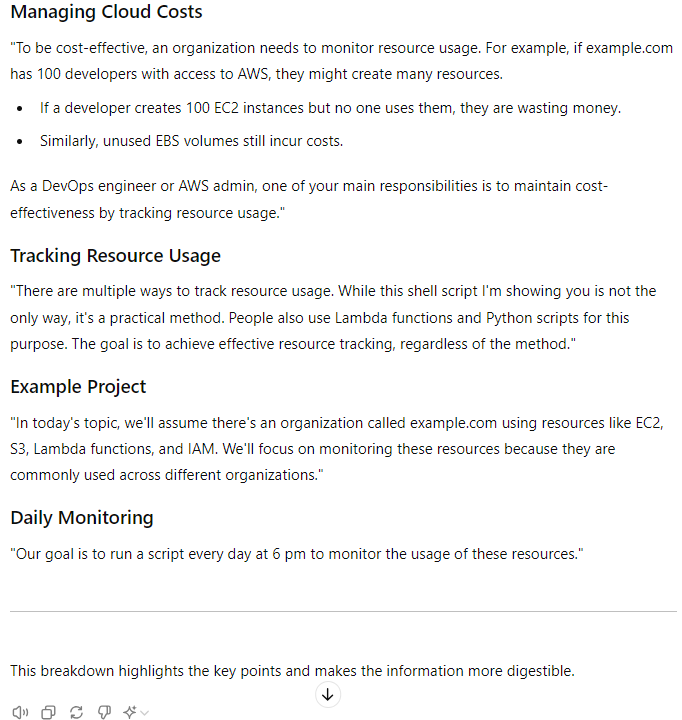 Managing Cloud Costs
"To be cost-effective, an organization needs to monitor resource usage. For example, if example.com
has 100 developers with access to AWS, they might create many resources.
• If a developer creates 100 EC2 instances but no one uses them, they are wasting money.
• Similarly, unused EBS volumes still incur costs.
As a DevOps engineer or AWS admin, one of your main responsibilities is to maintain cost-
effectiveness by tracking resource usage."
Tracking Resource Usage
"There are multiple ways to track resource usage. While this shell script I'm showing you is not the
only way, it's a practical method. People also use Lambda functions and Python scripts for this
purpose. The goal is to achieve effective resource tracking, regardless of the method."
Example Project
"In today's topic, we'll assume there's an organization called example.com using resources like EC2,
S3, Lambda functions, and IAM. We'll focus on monitoring these resources because they are
commonly used across different organizations."
Daily Monitoring
"Our goal is to run a script every day at 6 pm to monitor the usage of these resources."
This breakdown highlights the key points and makes the information more digestible.